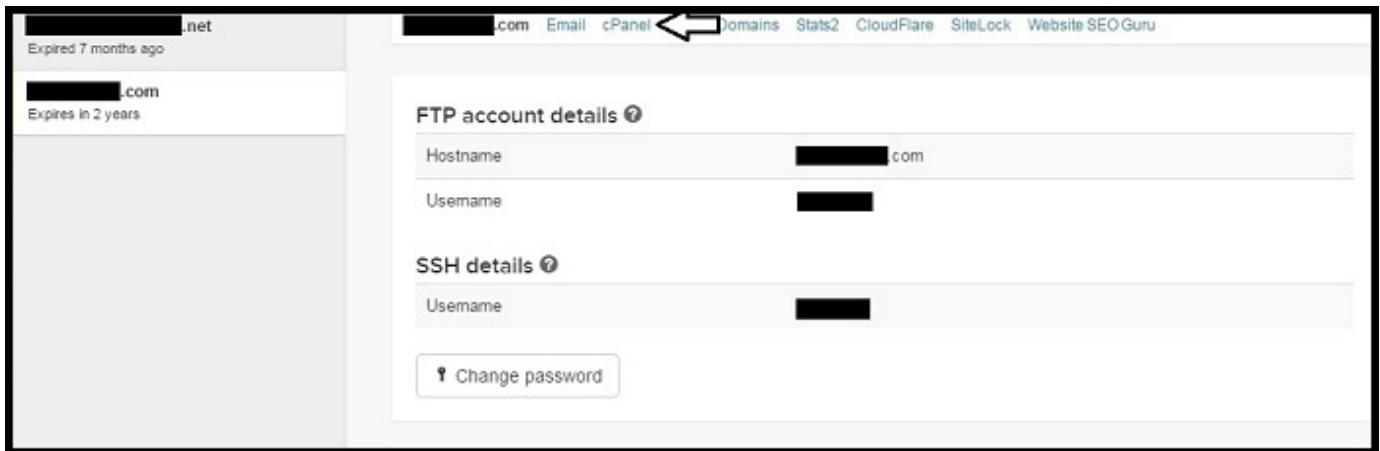 .net
Expired 7 months ago
.com
Expires in 2 years
.com Email cPanel Domains Stats2 CloudFlare SiteLock Website SEO Guru
FTP account details
Hostname .com
Username
SSH details
Username
Change password